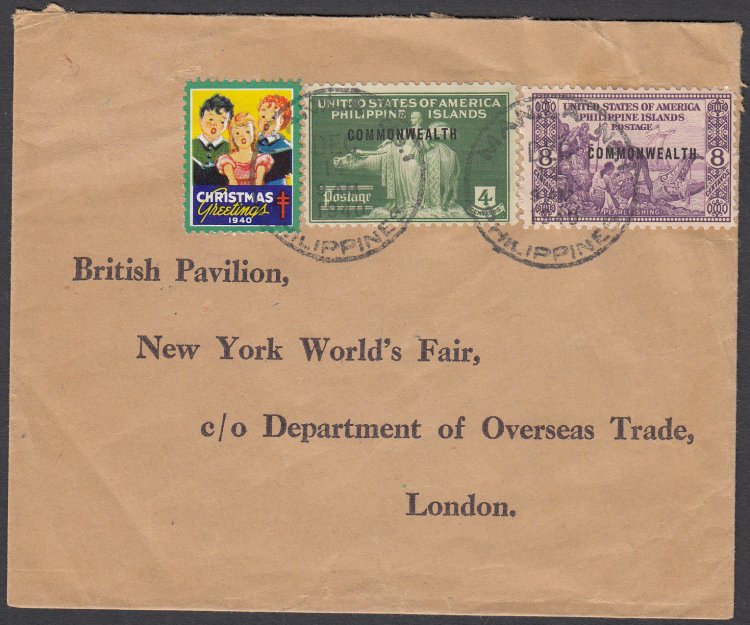 CHRISTMAS
Greetings
1940
UNITED STATES OF AMERICA
PHILIPPINE ISLANDS
COMMONWEALTH
Postage
4
PHILIPPINES
UNITED STATES OF AMERICA
PHILIPPINE ISLANDS
POSTAGE
COMMONWEALTH
8
8
PEARL FISHING
PHILIPPINES
British Pavilion,
New York World's Fair,
c/o Department of Overseas Trade,
London.